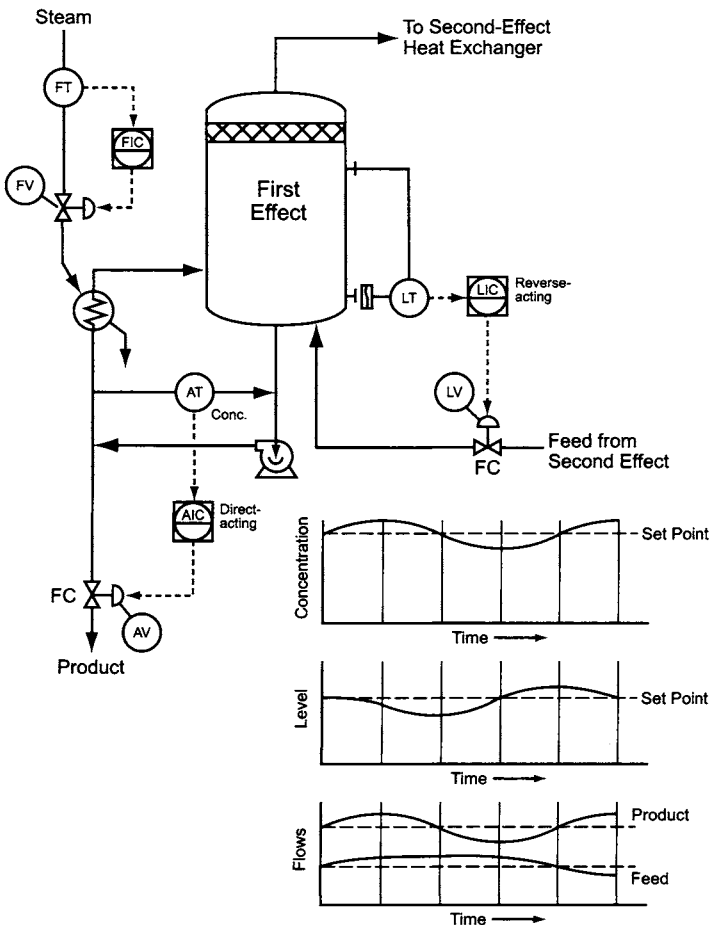 Steam
To Second-Effect
Heat Exchanger
FT
FIC
FV
First
Effect
LT
LIC
Reverse-
acting
AT
Conc.
LV
Feed from
Second Effect
FC
AIC
Direct-
acting
FC
AV
Product
Concentration
Set Point
Time
Level
Set Point
Time
Flows
Product
Feed
Time